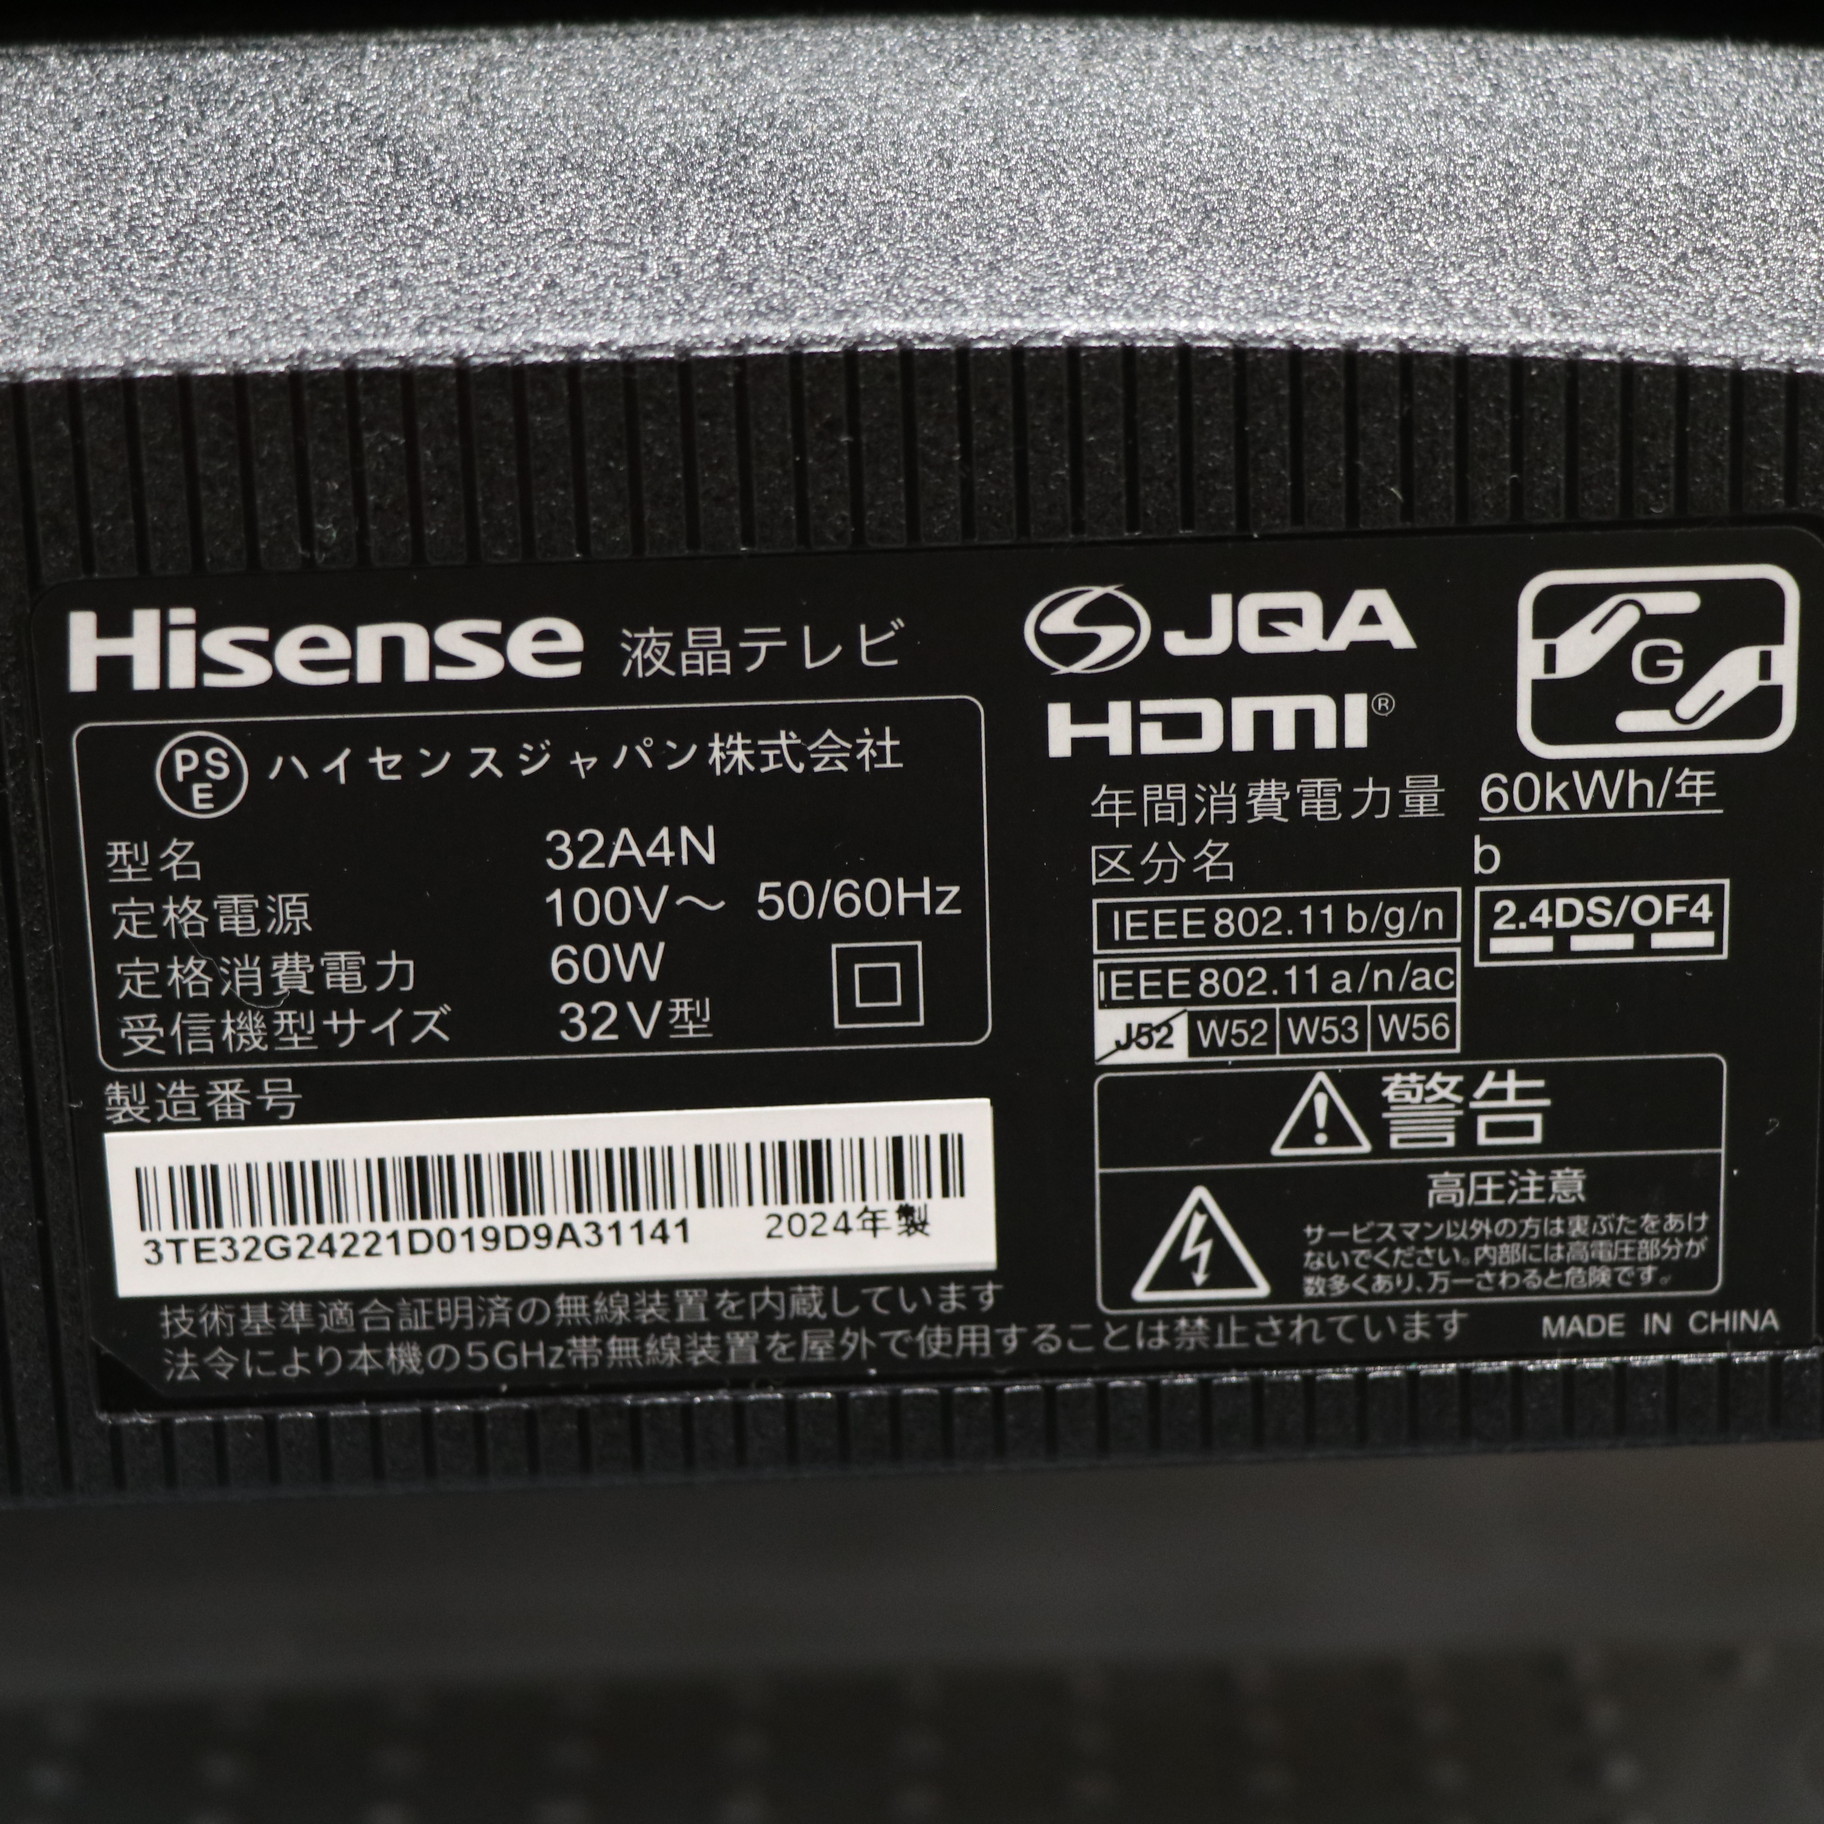 Hisense 液晶テレビ
PSE ハイセンスジャパン株式会社
型名 32A4N
定格電源 100V～ 50/60Hz
定格消費電力 60W
受信機型サイズ 32V型
製造番号
3TE32G24221D019D9A31141 2024年製
JQA
HDMI®
G
年間消費電力量 60kWh/年
区分名 b
IEEE802.11b/g/n 2.4DS/OF4
IEEE802.11a/n/ac
J52 W52 W53 W56
警告
高圧注意
サービスマン以外の方は裏ぶたをあけ
ないでください。内部には高電圧部分が
数多くあり、万一さわると危険です。
技術基準適合証明済の無線装置を内蔵しています
法令により本機の5GHz帯無線装置を屋外で使用することは禁止されています
MADE IN CHINA